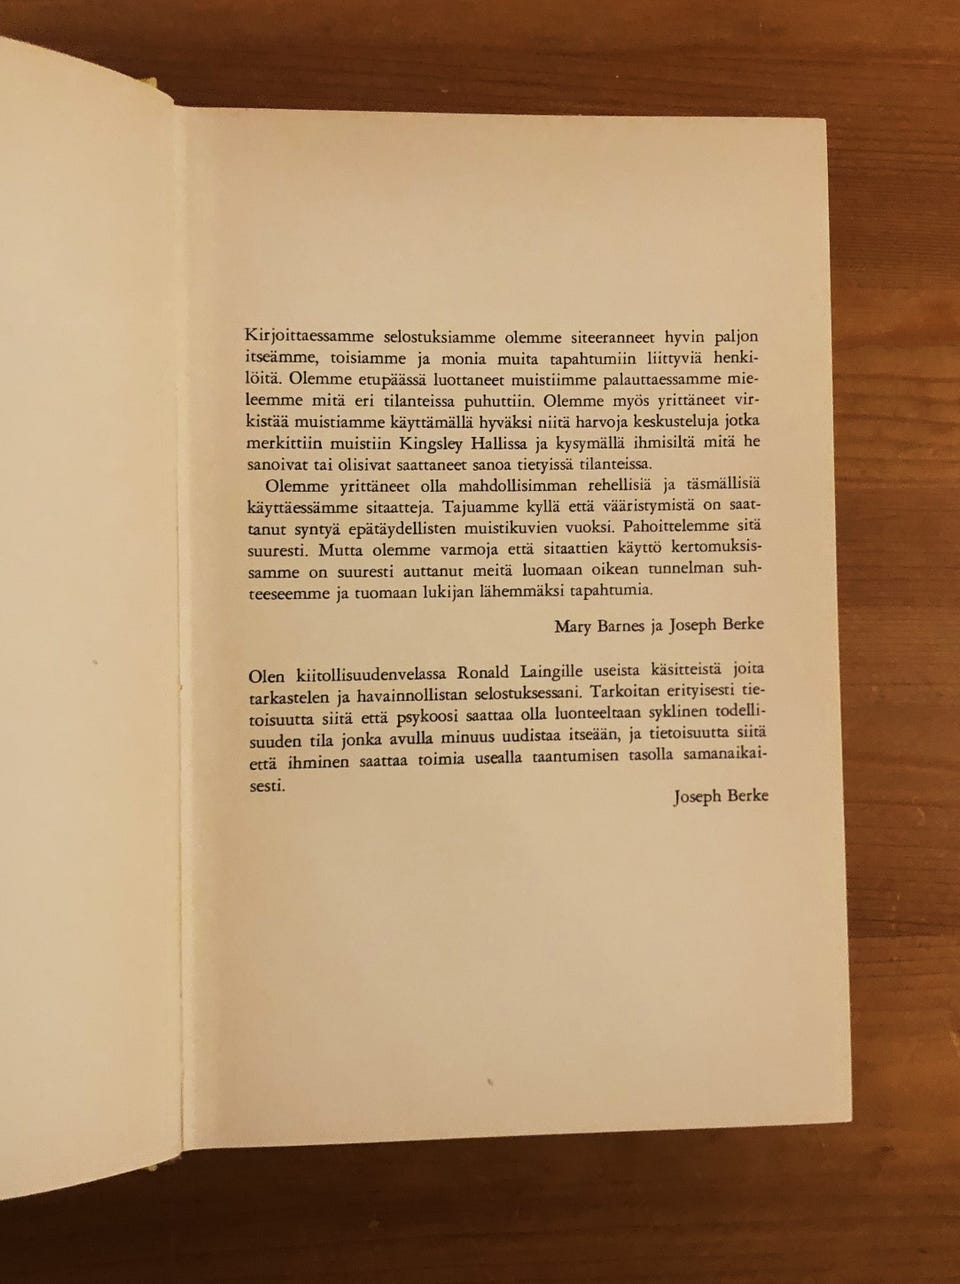 Kirjoittaessamme selostuksiamme olemme siteeranneet hyvin paljon
itseämme, toisiamme ja monia muita tapahtumiin liittyviä henki-
löitä. Olemme etupäässä luottaneet muistiimme palauttaessamme mie-
leemme mitä eri tilanteissa puhuttiin. Olemme myös yrittäneet vir-
kistää muistiamme käyttämällä hyväksi niitä harvoja keskusteluja jotka
merkittiin muistiin Kingsley Hallissa ja kysymällä ihmisiltä mitä he
sanoivat tai olisivat saattaneet sanoa tietyissä tilanteissa.
Olemme yrittäneet olla mahdollisimman rehellisiä ja täsmällisiä
käyttäessämme sitaatteja. Tajuamme kyllä että vääristymistä on saat-
tanut syntyä epätäydellisten muistikuvien vuoksi. Pahoittelemme sitä
suuresti. Mutta olemme varmoja että sitaattien käyttö kertomuksis-
samme on suuresti auttanut meitä luomaan oikean tunnelman suh-
teeseemme ja tuomaan lukijan lähemmäksi tapahtumia.
Mary Barnes ja Joseph Berke
Olen kiitollisuudenvelassa Ronald Laingille useista käsitteistä joita
tarkastelen ja havainnollistan selostuksessani. Tarkoitan erityisesti tie-
toisuutta siitä että psykoosi saattaa olla luonteeltaan syklinen todelli-
suuden tila jonka avulla minuus uudistaa itseään, ja tietoisuutta siitä
että ihminen saattaa toimia usealla taantumisen tasolla samanaikai-
sesti.
Joseph Berke